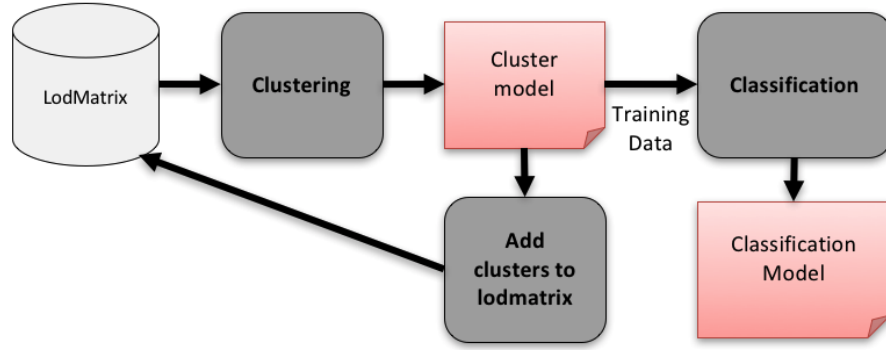 LodMatrix
Clustering
Cluster
model
Training
Data
Classification
Add
clusters to
lodmatrix
Classification
Model